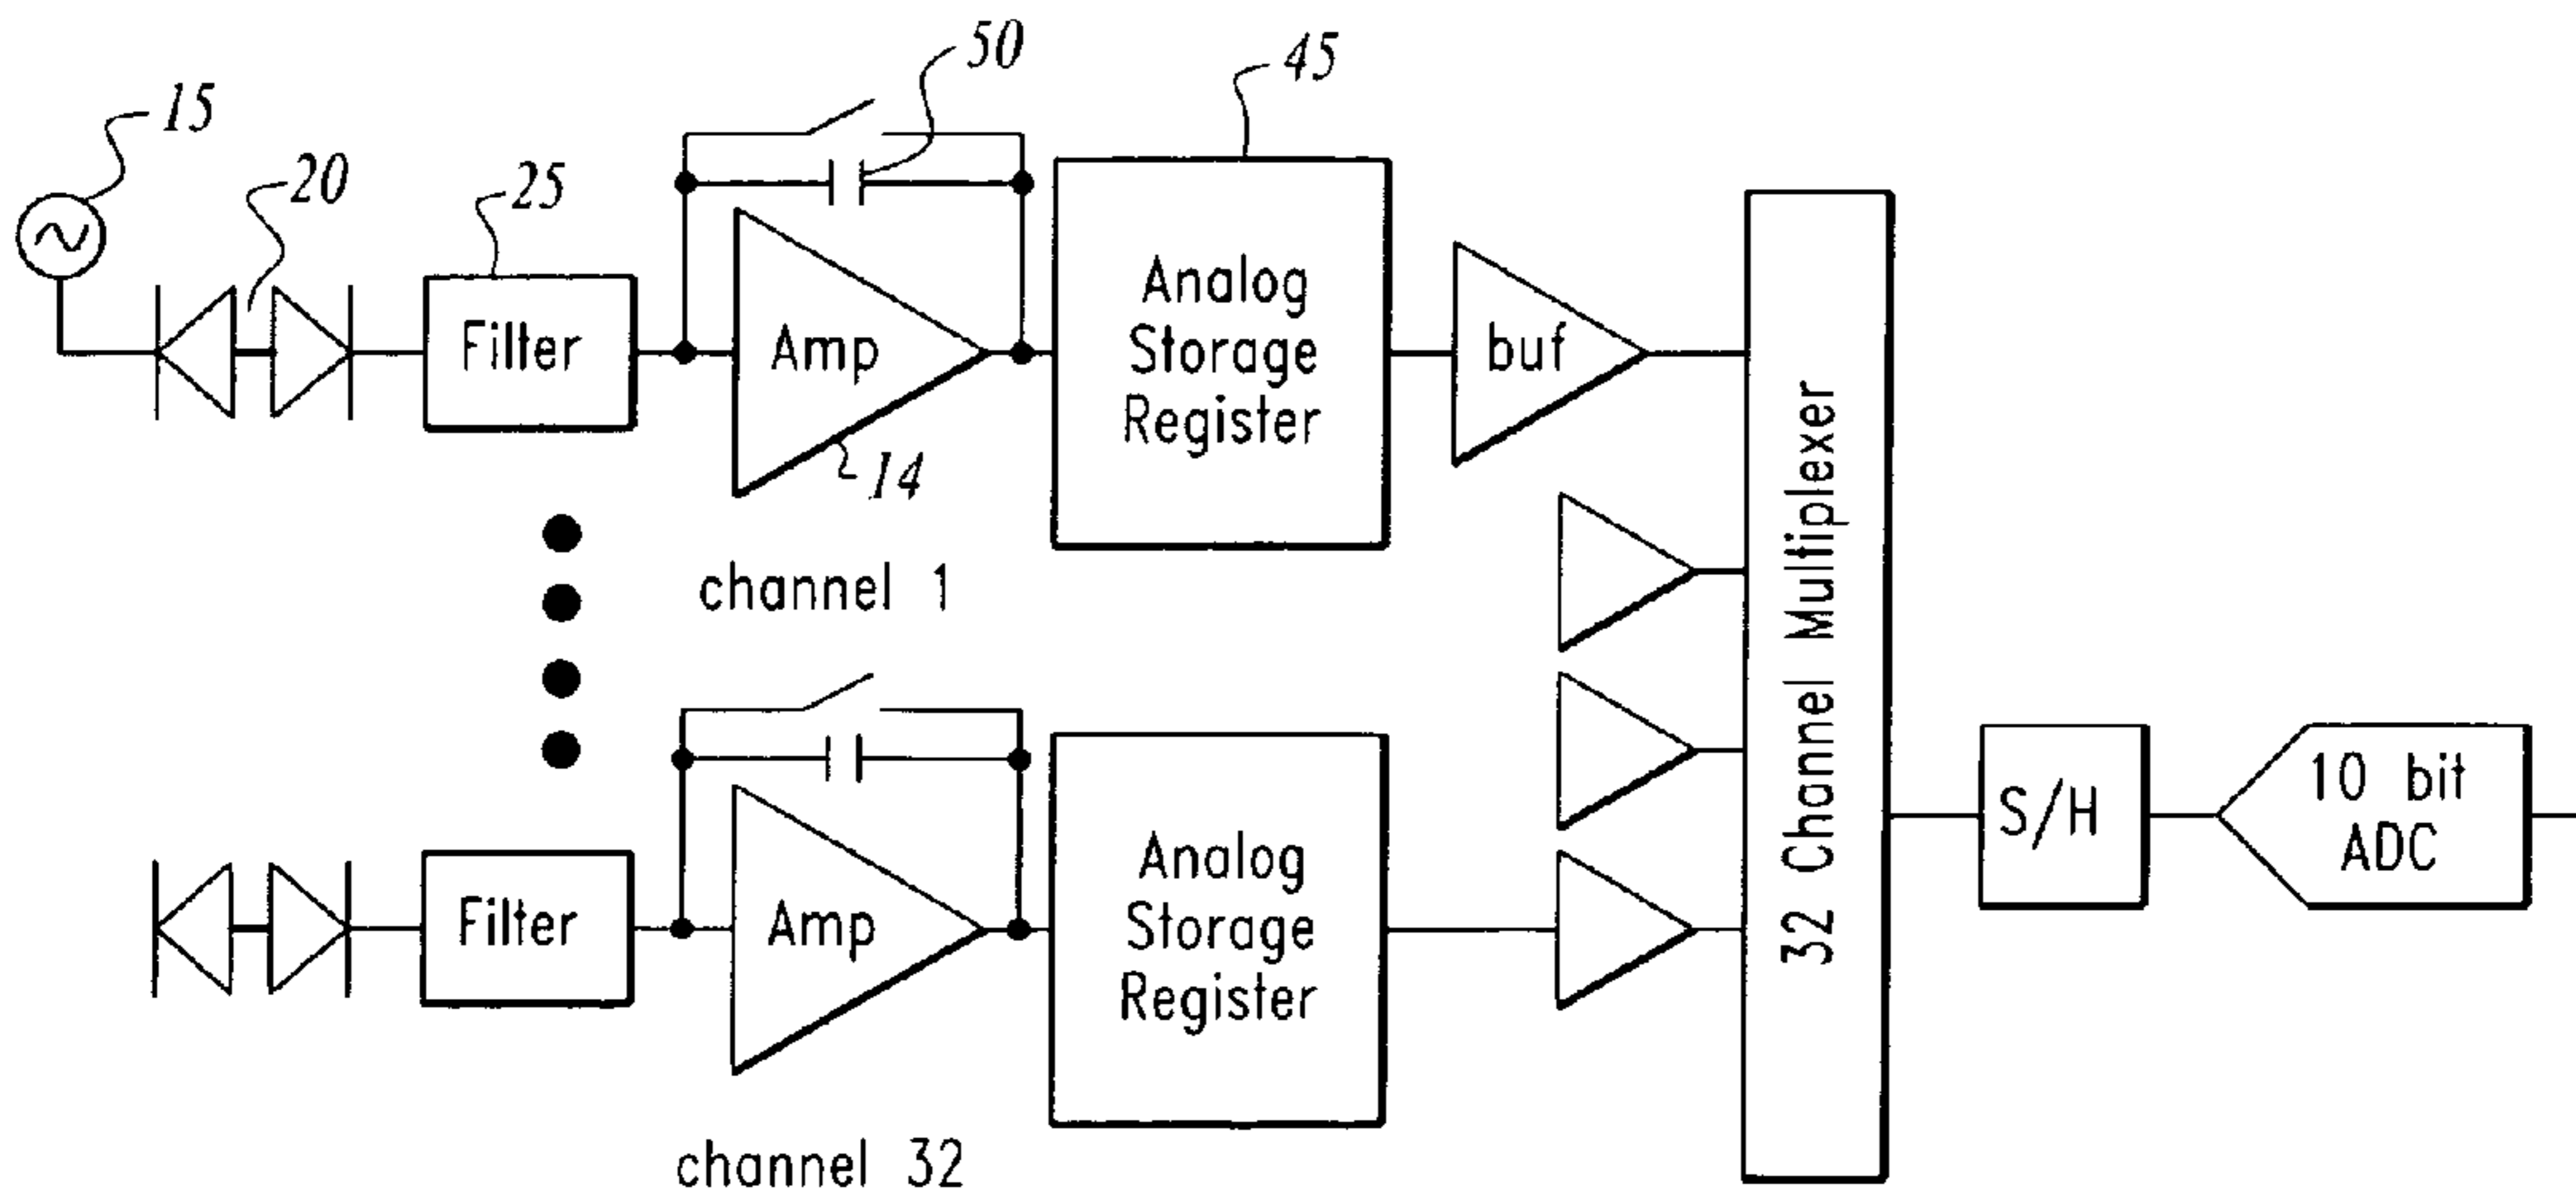 50
45
15
20
25
Filter
Amp
14
Analog
Storage
Register
buf
channel 1
32 Channel Multiplexer
S/H
10 bit
ADC
Filter
Amp
Analog
Storage
Register
channel 32